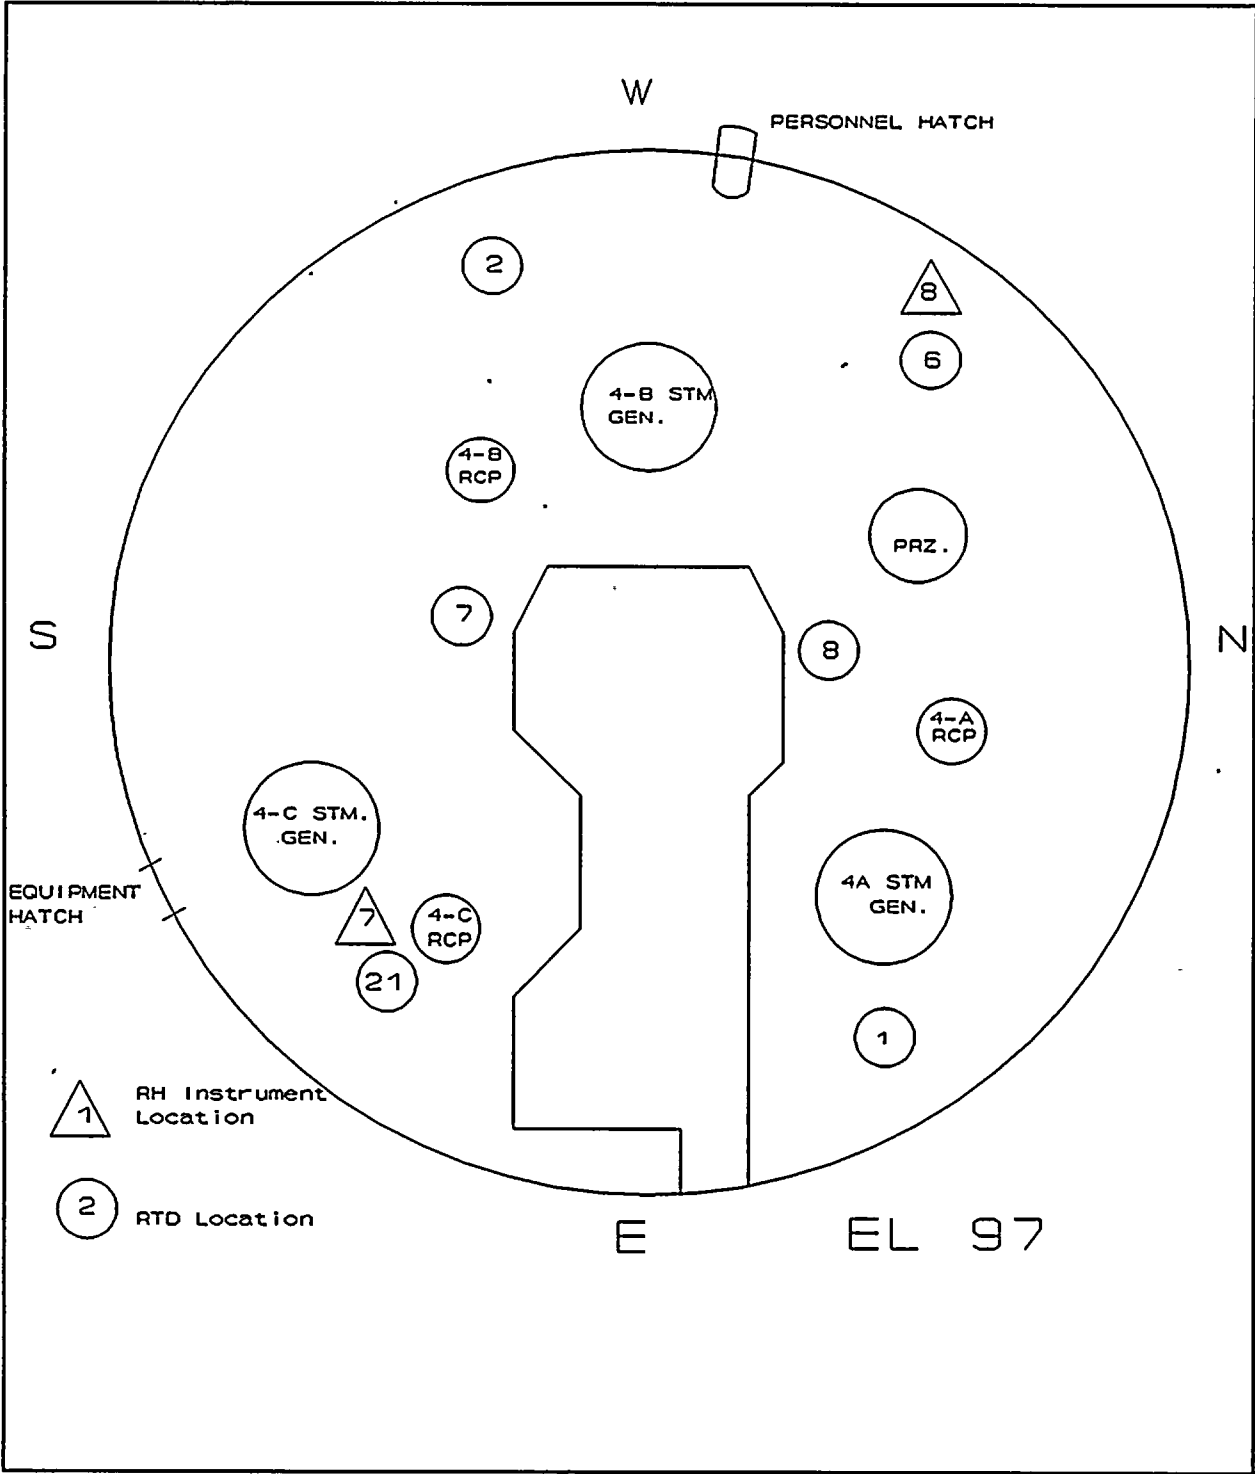 W
PERSONNEL HATCH
2
8
6
4-B STM
GEN.
4-B
RCP
PRZ.
7
8
S
N
4-A
RCP
4-C STM.
GEN.
4A STM
GEN.
EQUIPMENT
HATCH
7
4-C
RCP
21
1
1
RH Instrument
Location
2
RTD Location
E
EL 97